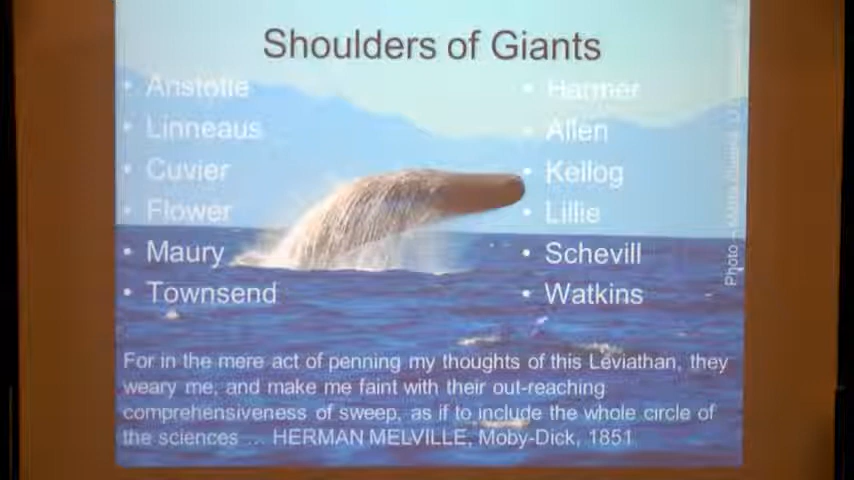 Shoulders of Giants
• Aristotle
• Linneaus
• Cuvier
• Flower
• Maury
• Townsend
• Harmer
• Allen
• Kellog
• Lillie
• Schevill
• Watkins
For in the mere act of penning my thoughts of this Leviathan, they
weary me, and make me faint with their out-reaching
comprehensiveness of sweep, as if to include the whole circle of
the sciences ... HERMAN MELVILLE, Moby-Dick, 1851
Photo –